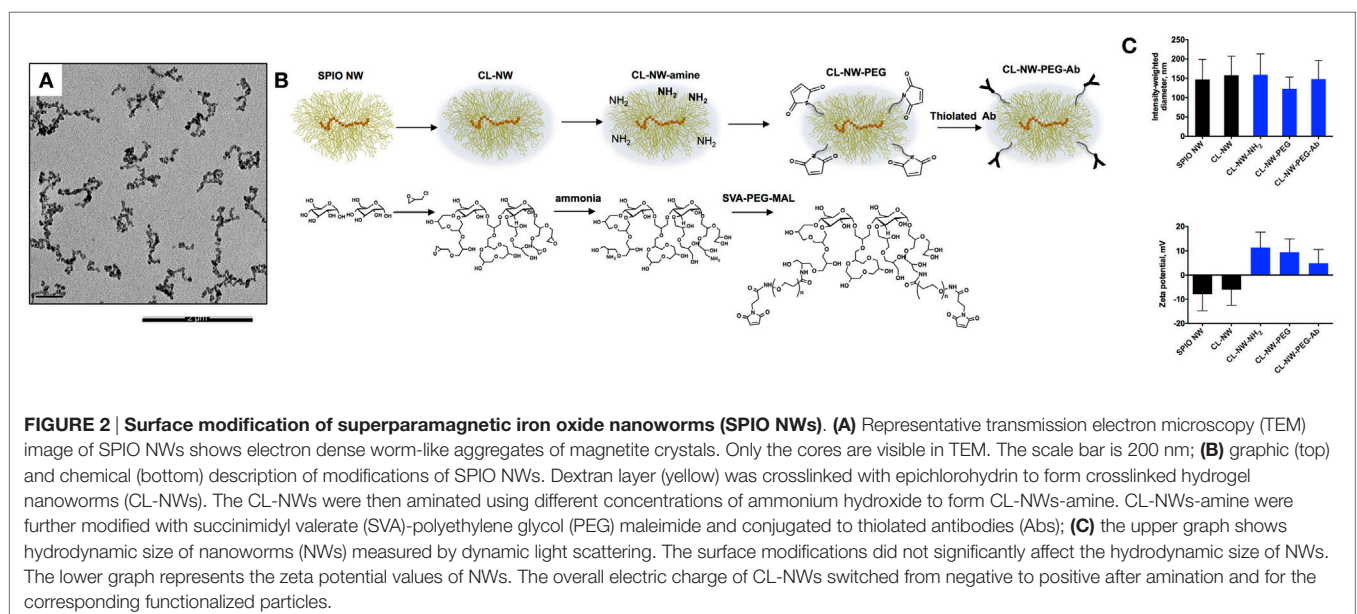 A
2 μm
B
SPIO NW
CL-NW
CL-NW-amine
NH2
NH2
NH2
NH2
NH2
CL-NW-PEG
Thiolated Ab
CL-NW-PEG-Ab
ammonia
SVA-PEG-MAL
C
Intensity-weighted
diameter, nm
250
200
150
100
50
0
SPIO NW
CL-NW
CL-NW-NH2
CL-NW-PEG
CL-NW-PEG-Ab
Zeta potential, mV
20
10
0
-10
-20
SPIO NW
CL-NW
CL-NW-NH2
CL-NW-PEG
CL-NW-PEG-Ab
FIGURE 2 | Surface modification of superparamagnetic iron oxide nanoworms (SPIO NWs). (A) Representative transmission electron microscopy (TEM)
image of SPIO NWs shows electron dense worm-like aggregates of magnetite crystals. Only the cores are visible in TEM. The scale bar is 200 nm; (B) graphic (top)
and chemical (bottom) description of modifications of SPIO NWs. Dextran layer (yellow) was crosslinked with epichlorohydrin to form crosslinked hydrogel
nanoworms (CL-NWs). The CL-NWs were then aminated using different concentrations of ammonium hydroxide to form CL-NWs-amine. CL-NWs-amine were
further modified with succinimidyl valerate (SVA)-polyethylene glycol (PEG) maleimide and conjugated to thiolated antibodies (Abs); (C) the upper graph shows
hydrodynamic size of nanoworms (NWs) measured by dynamic light scattering. The surface modifications did not significantly affect the hydrodynamic size of NWs.
The lower graph represents the zeta potential values of NWs. The overall electric charge of CL-NWs switched from negative to positive after amination and for the
corresponding functionalized particles.